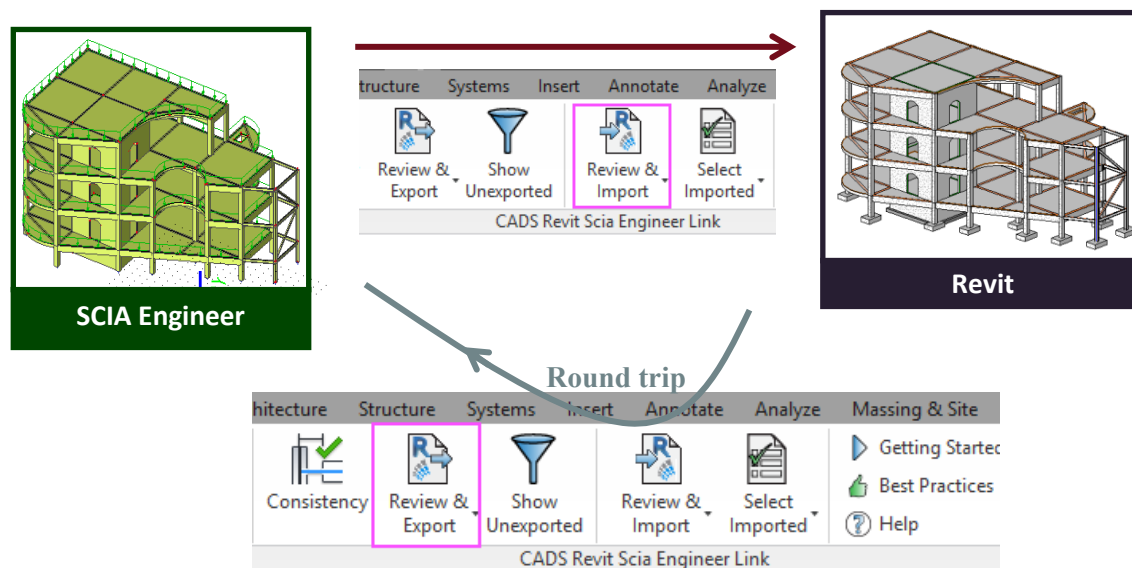 tructure Systems Insert Annotate Analyze
Review & Export Show Unexported Review & Import Select Imported
CADS Revit Scia Engineer Link
SCIA Engineer
Revit
Round trip
hitecture Structure Systems Insert Annotate Analyze Massing & Site
Consistency Review & Export Show Unexported Review & Import Select Imported
Getting Started
Best Practices
Help
CADS Revit Scia Engineer Link